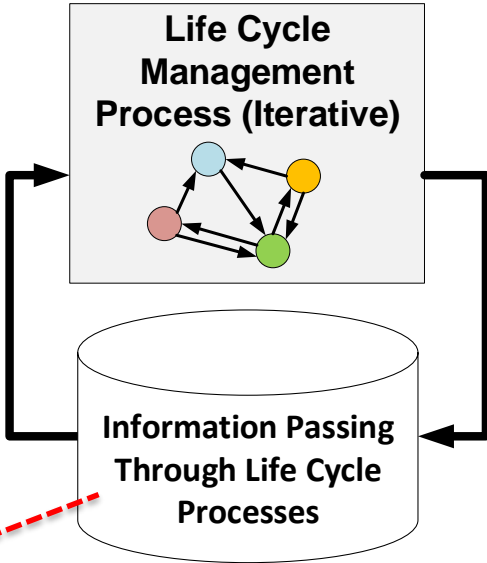 Life Cycle
Management
Process (Iterative)
Information Passing
Through Life Cycle
Processes